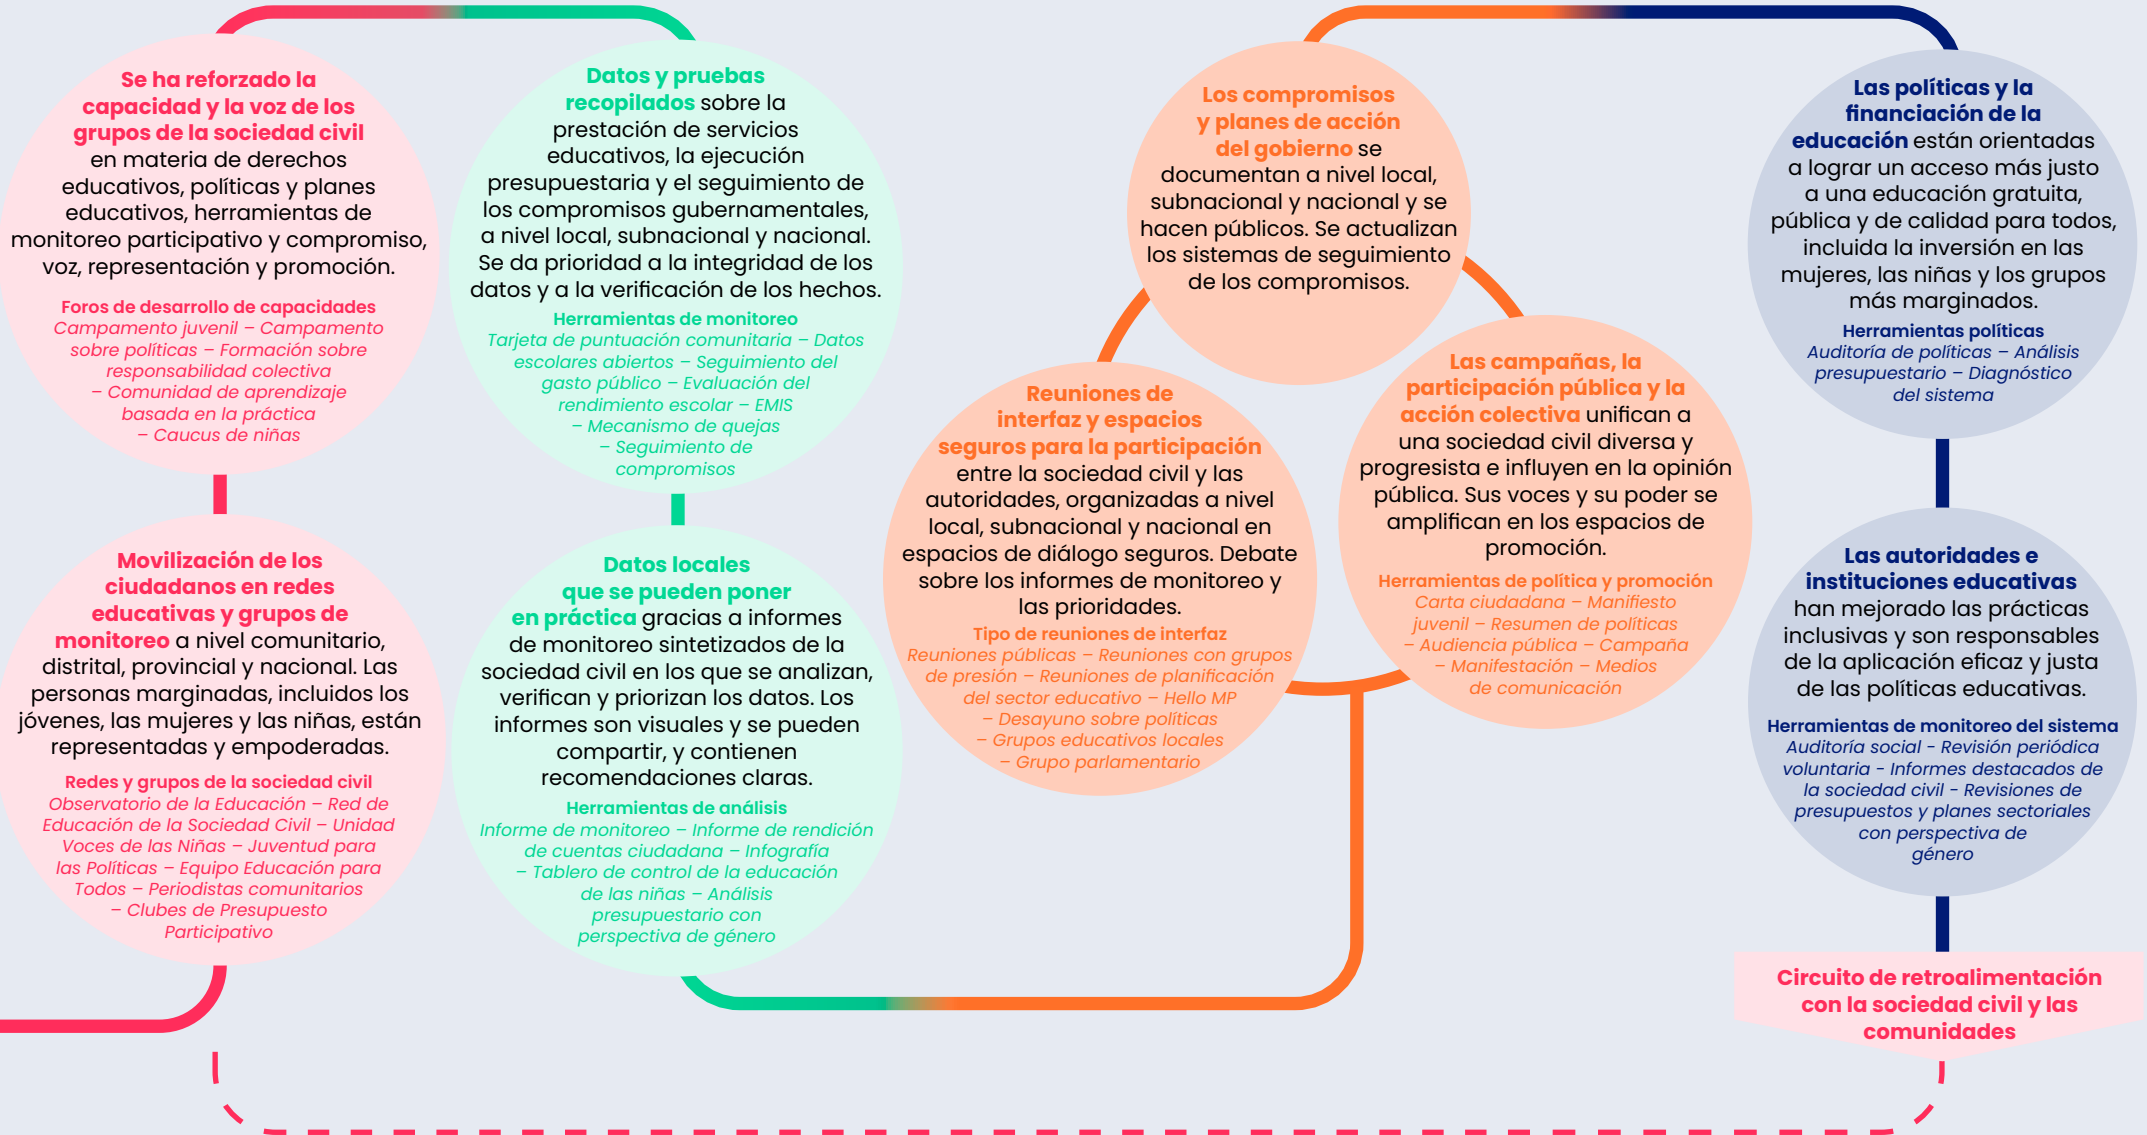 Se ha reforzado la
capacidad y la voz de los
grupos de la sociedad civil
en materia de derechos
educativos, políticas y planes
educativos, herramientas de
monitoreo participativo y compromiso,
voz, representación y promoción.
Foros de desarrollo de capacidades
Campamento juvenil – Campamento
sobre políticas – Formación sobre
responsabilidad colectiva
– Comunidad de aprendizaje
basada en la práctica
– Caucus de niñas
Movilización de los
ciudadanos en redes
educativas y grupos de
monitoreo a nivel comunitario,
distrital, provincial y nacional. Las
personas marginadas, incluidos los
jóvenes, las mujeres y las niñas, están
representadas y empoderadas.
Redes y grupos de la sociedad civil
Observatorio de la Educación – Red de
Educación de la Sociedad Civil – Unidad
Voces de las Niñas – Juventud para
las Políticas – Equipo Educación para
Todos – Periodistas comunitarios
– Clubes de Presupuesto
Participativo
Datos y pruebas
recopilados sobre la
prestación de servicios
educativos, la ejecución
presupuestaria y el seguimiento de
los compromisos gubernamentales,
a nivel local, subnacional y nacional.
Se da prioridad a la integridad de los
datos y a la verificación de los hechos.
Herramientas de monitoreo
Tarjeta de puntuación comunitaria – Datos
escolares abiertos – Seguimiento del
gasto público – Evaluación del
rendimiento escolar – EMIS
– Mecanismo de quejas
– Seguimiento de
compromisos
Datos locales
que se pueden poner
en práctica gracias a informes
de monitoreo sintetizados de la
sociedad civil en los que se analizan,
verifican y priorizan los datos. Los
informes son visuales y se pueden
compartir, y contienen
recomendaciones claras.
Herramientas de análisis
Informe de monitoreo – Informe de rendición
de cuentas ciudadana – Infografía
– Tablero de control de la educación
de las niñas – Análisis
presupuestario con
perspectiva de género
Los compromisos
y planes de acción
del gobierno se
documentan a nivel local,
subnacional y nacional y se
hacen públicos. Se actualizan
los sistemas de seguimiento
de los compromisos.
Reuniones de
interfaz y espacios
seguros para la participación
entre la sociedad civil y las
autoridades, organizadas a nivel
local, subnacional y nacional en
espacios de diálogo seguros. Debate
sobre los informes de monitoreo y
las prioridades.
Tipo de reuniones de interfaz
Reuniones públicas – Reuniones con grupos
de presión – Reuniones de planificación
del sector educativo – Hello MP
– Desayuno sobre políticas
– Grupos educativos locales
– Grupo parlamentario
Las campañas, la
participación pública y la
acción colectiva unifican a
una sociedad civil diversa y
progresista e influyen en la opinión
pública. Sus voces y su poder se
amplifican en los espacios de
promoción.
Herramientas de política y promoción
Carta ciudadana – Manifiesto
juvenil – Resumen de políticas
– Audiencia pública – Campaña
– Manifestación – Medios
de comunicación
Las políticas y la
financiación de la
educación están orientadas
a lograr un acceso más justo
a una educación gratuita,
pública y de calidad para todos,
incluida la inversión en las
mujeres, las niñas y los grupos
más marginados.
Herramientas políticas
Auditoría de políticas – Análisis
presupuestario – Diagnóstico
del sistema
Las autoridades e
instituciones educativas
han mejorado las prácticas
inclusivas y son responsables
de la aplicación eficaz y justa
de las políticas educativas.
Herramientas de monitoreo del sistema
Auditoría social - Revisión periódica
voluntaria - Informes destacados de
la sociedad civil - Revisiones de
presupuestos y planes sectoriales
con perspectiva de
género
Circuito de retroalimentación
con la sociedad civil y las
comunidades